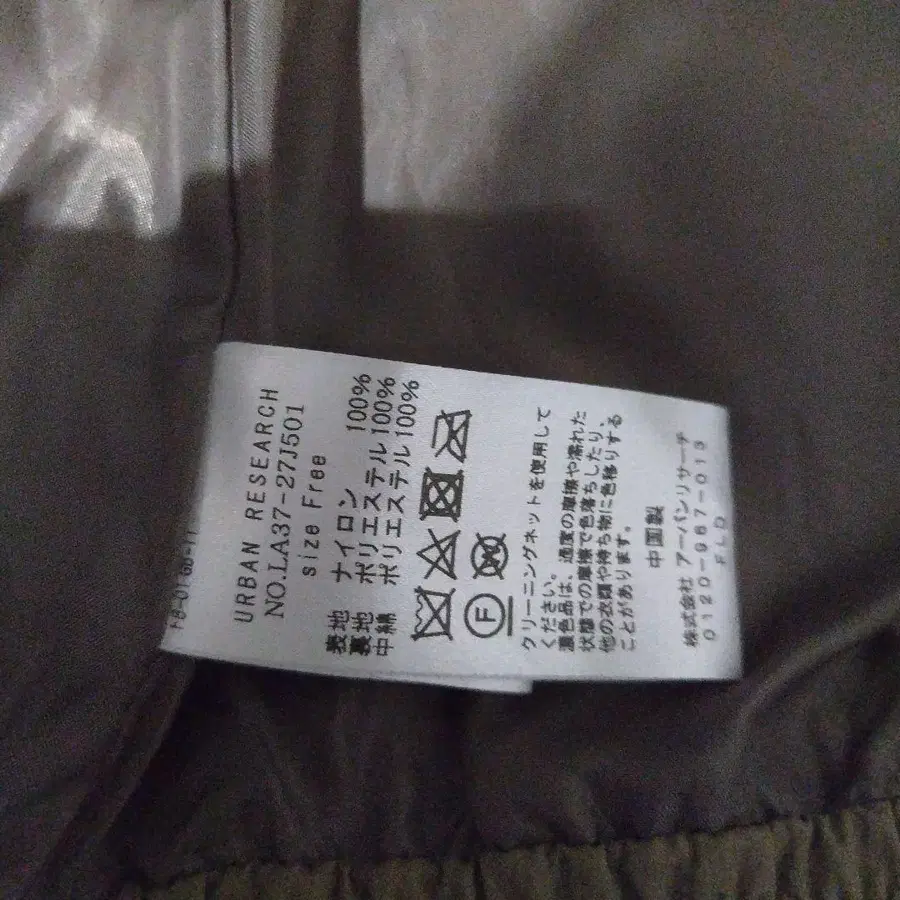 URBAN RESEARCH
NO.LA37-27J501
size Free
表地 ナイロン 100%
裏地 ポリエステル 100%
中綿 ポリエステル 100%
F
クリーニングネットを使用して
ください。
濃色品は、過度の摩擦や濡れた
状態での摩擦で色落ちしたり、
他の衣類や持ち物に色移りする
ことがあります。
中国製
株式会社 アーバンリサーチ
0120-987-013
FLD